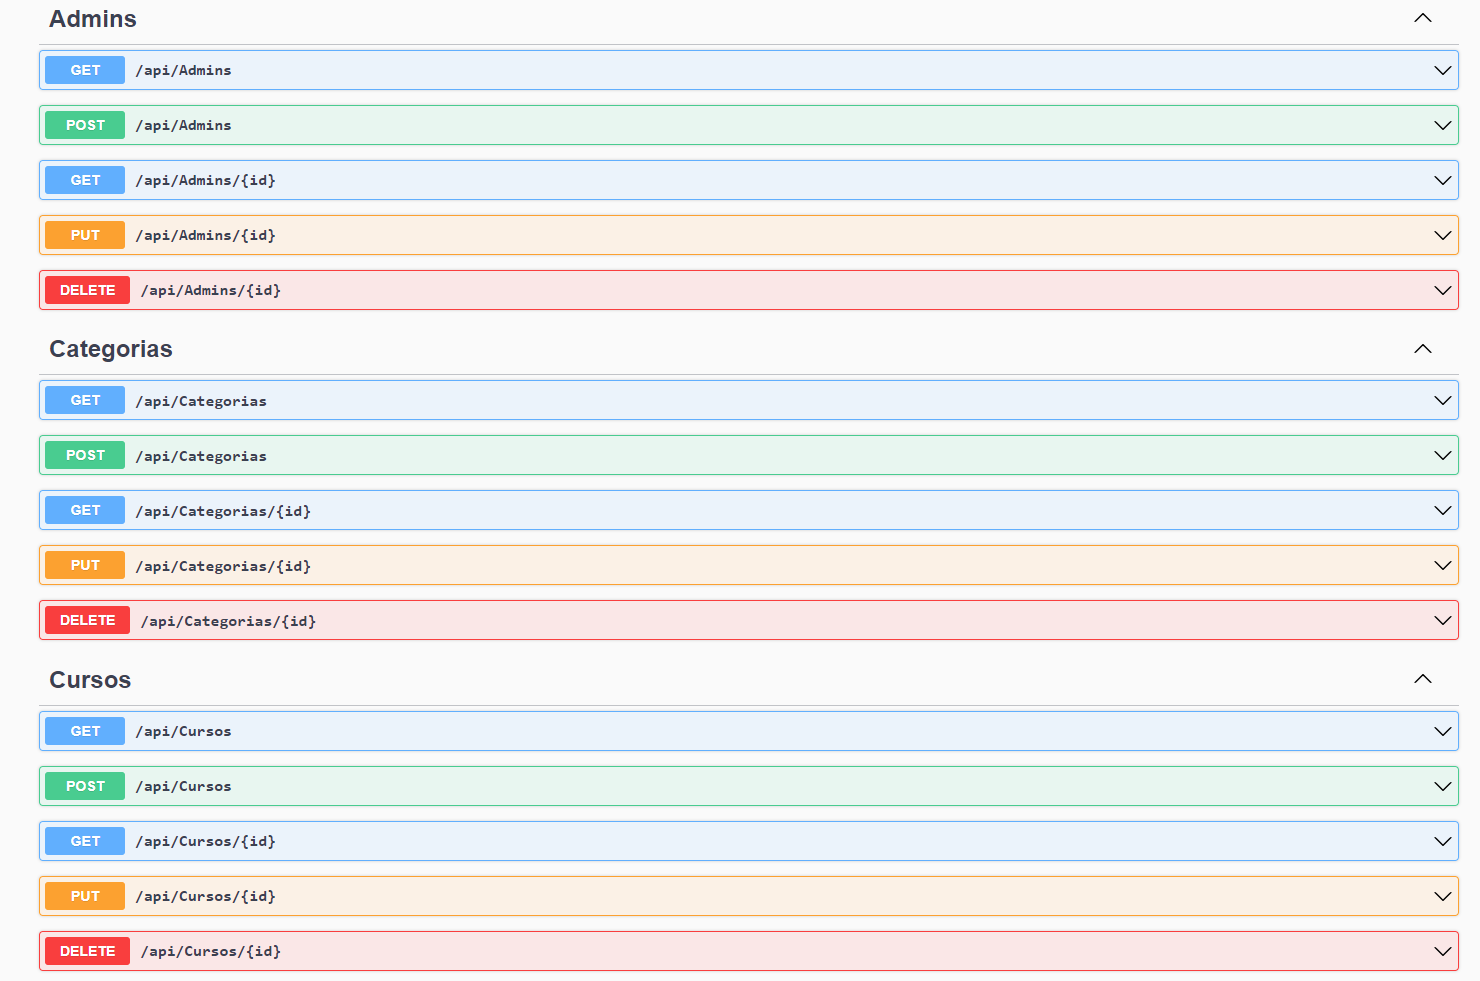 Admins
GET /api/Admins
POST /api/Admins
GET /api/Admins/{id}
PUT /api/Admins/{id}
DELETE /api/Admins/{id}
Categorias
GET /api/Categorias
POST /api/Categorias
GET /api/Categorias/{id}
PUT /api/Categorias/{id}
DELETE /api/Categorias/{id}
Cursos
GET /api/Cursos
POST /api/Cursos
GET /api/Cursos/{id}
PUT /api/Cursos/{id}
DELETE /api/Cursos/{id}